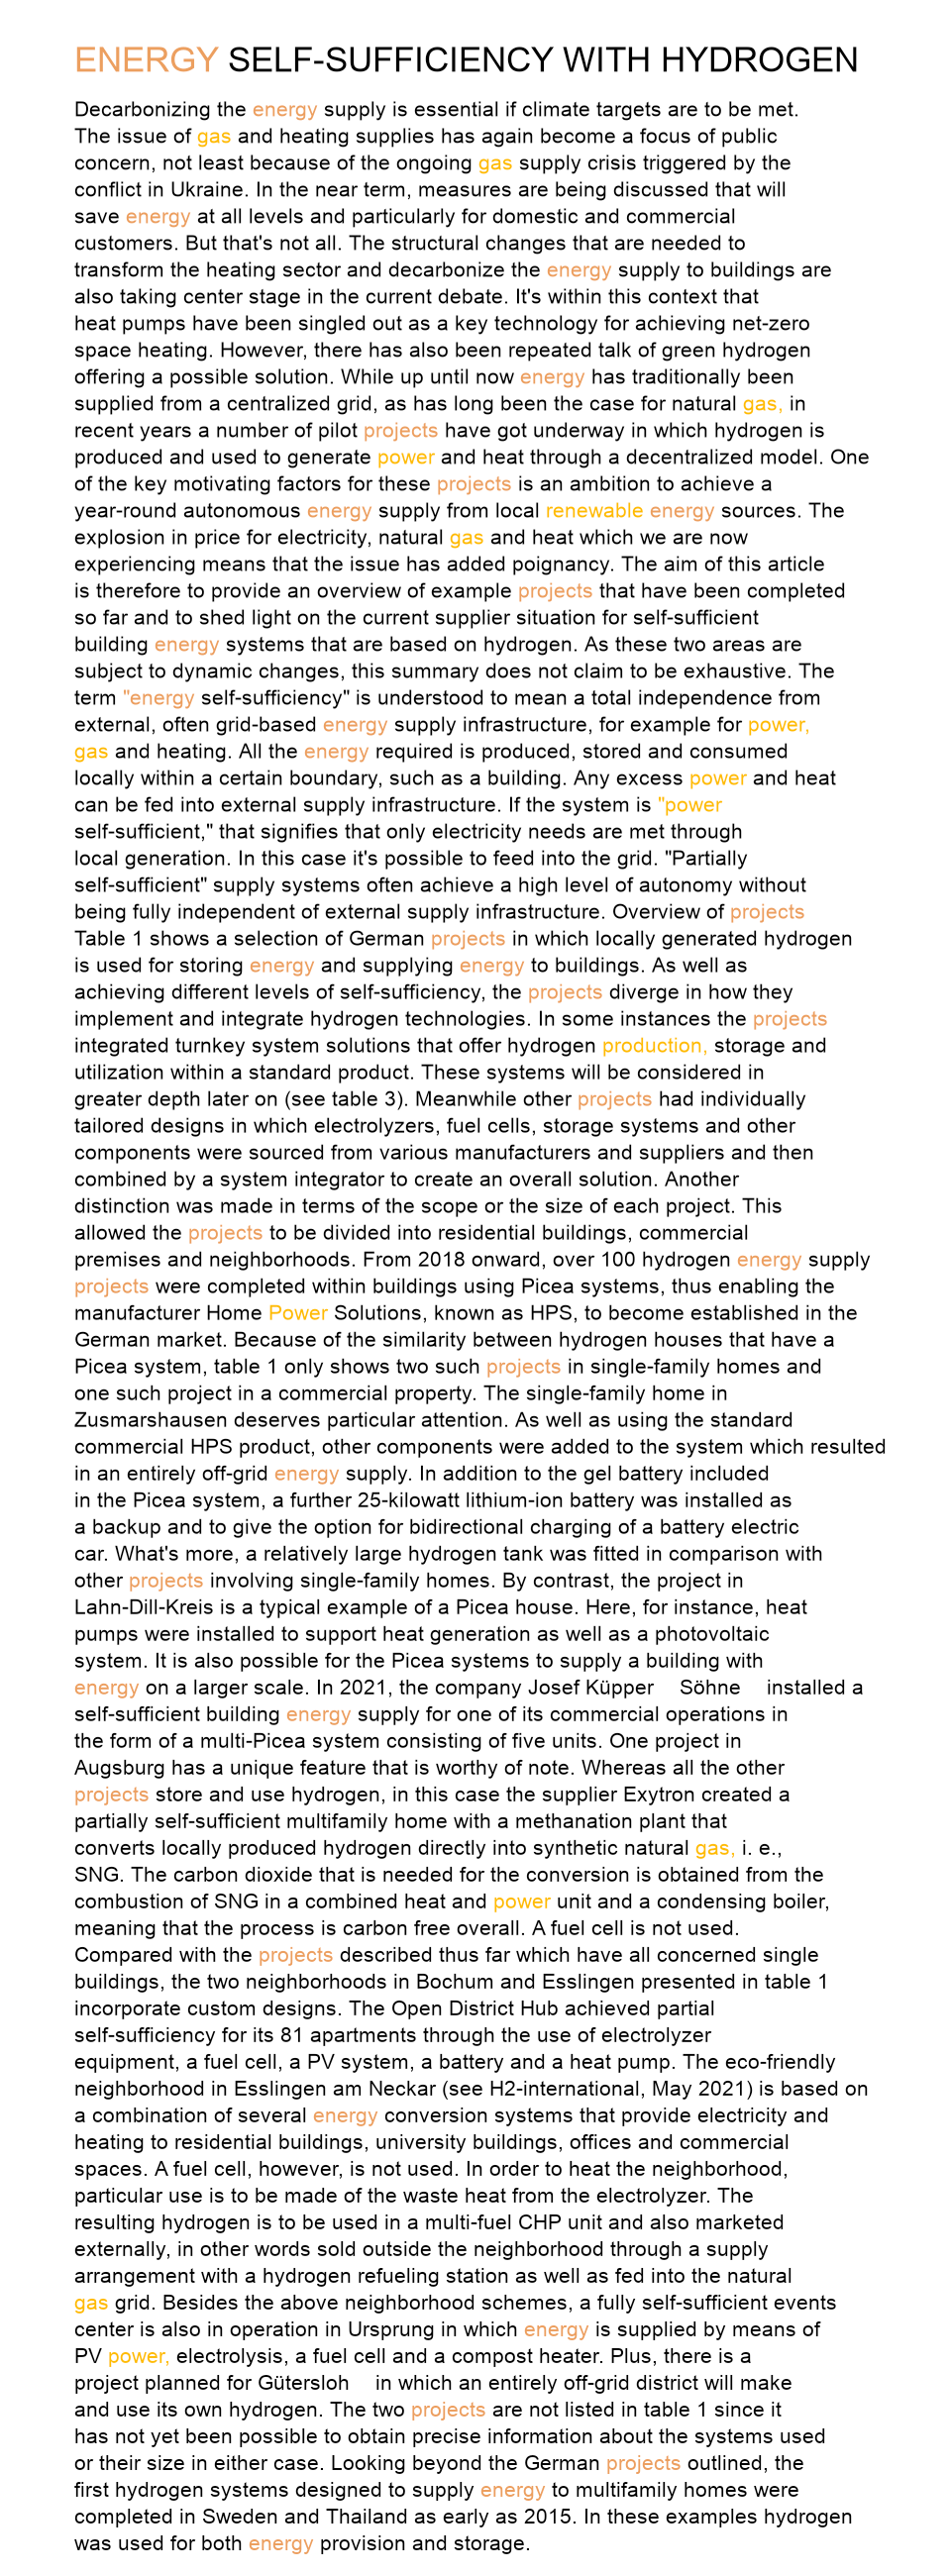 ENERGY SELF-SUFFICIENCY WITH HYDROGEN
Decarbonizing the energy supply is essential if climate targets are to be met.
The issue of gas and heating supplies has again become a focus of public
concern, not least because of the ongoing gas supply crisis triggered by the
conflict in Ukraine. In the near term, measures are being discussed that will
save energy at all levels and particularly for domestic and commercial
customers. But that's not all. The structural changes that are needed to
transform the heating sector and decarbonize the energy supply to buildings are
also taking center stage in the current debate. It's within this context that
heat pumps have been singled out as a key technology for achieving net-zero
space heating. However, there has also been repeated talk of green hydrogen
offering a possible solution. While up until now energy has traditionally been
supplied from a centralized grid, as has long been the case for natural gas, in
recent years a number of pilot projects have got underway in which hydrogen is
produced and used to generate power and heat through a decentralized model. One
of the key motivating factors for these projects is an ambition to achieve a
year-round autonomous energy supply from local renewable energy sources. The
explosion in price for electricity, natural gas and heat which we are now
experiencing means that the issue has added poignancy. The aim of this article
is therefore to provide an overview of example projects that have been completed
so far and to shed light on the current supplier situation for self-sufficient
building energy systems that are based on hydrogen. As these two areas are
subject to dynamic changes, this summary does not claim to be exhaustive. The
term "energy self-sufficiency" is understood to mean a total independence from
external, often grid-based energy supply infrastructure, for example for power,
gas and heating. All the energy required is produced, stored and consumed
locally within a certain boundary, such as a building. Any excess power and heat
can be fed into external supply infrastructure. If the system is "power
self-sufficient," that signifies that only electricity needs are met through
local generation. In this case it's possible to feed into the grid. "Partially
self-sufficient" supply systems often achieve a high level of autonomy without
being fully independent of external supply infrastructure. Overview of projects
Table 1 shows a selection of German projects in which locally generated hydrogen
is used for storing energy and supplying energy to buildings. As well as
achieving different levels of self-sufficiency, the projects diverge in how they
implement and integrate hydrogen technologies. In some instances the projects
integrated turnkey system solutions that offer hydrogen production, storage and
utilization within a standard product. These systems will be considered in
greater depth later on (see table 3). Meanwhile other projects had individually
tailored designs in which electrolyzers, fuel cells, storage systems and other
components were sourced from various manufacturers and suppliers and then
combined by a system integrator to create an overall solution. Another
distinction was made in terms of the scope or the size of each project. This
allowed the projects to be divided into residential buildings, commercial
premises and neighborhoods. From 2018 onward, over 100 hydrogen energy supply
projects were completed within buildings using Picea systems, thus enabling the
manufacturer Home Power Solutions, known as HPS, to become established in the
German market. Because of the similarity between hydrogen houses that have a
Picea system, table 1 only shows two such projects in single-family homes and
one such project in a commercial property. The single-family home in
Zusmarshausen deserves particular attention. As well as using the standard
commercial HPS product, other components were added to the system which resulted
in an entirely off-grid energy supply. In addition to the gel battery included
in the Picea system, a further 25-kilowatt lithium-ion battery was installed as
a backup and to give the option for bidirectional charging of a battery electric
car. What's more, a relatively large hydrogen tank was fitted in comparison with
other projects involving single-family homes. By contrast, the project in
Lahn-Dill-Kreis is a typical example of a Picea house. Here, for instance, heat
pumps were installed to support heat generation as well as a photovoltaic
system. It is also possible for the Picea systems to supply a building with
energy on a larger scale. In 2021, the company Josef Küpper Söhne installed a
self-sufficient building energy supply for one of its commercial operations in
the form of a multi-Picea system consisting of five units. One project in
Augsburg has a unique feature that is worthy of note. Whereas all the other
projects store and use hydrogen, in this case the supplier Exytron created a
partially self-sufficient multifamily home with a methanation plant that
converts locally produced hydrogen directly into synthetic natural gas, i. e.,
SNG. The carbon dioxide that is needed for the conversion is obtained from the
combustion of SNG in a combined heat and power unit and a condensing boiler,
meaning that the process is carbon free overall. A fuel cell is not used.
Compared with the projects described thus far which have all concerned single
buildings, the two neighborhoods in Bochum and Esslingen presented in table 1
incorporate custom designs. The Open District Hub achieved partial
self-sufficiency for its 81 apartments through the use of electrolyzer
equipment, a fuel cell, a PV system, a battery and a heat pump. The eco-friendly
neighborhood in Esslingen am Neckar (see H2-international, May 2021) is based on
a combination of several energy conversion systems that provide electricity and
heating to residential buildings, university buildings, offices and commercial
spaces. A fuel cell, however, is not used. In order to heat the neighborhood,
particular use is to be made of the waste heat from the electrolyzer. The
resulting hydrogen is to be used in a multi-fuel CHP unit and also marketed
externally, in other words sold outside the neighborhood through a supply
arrangement with a hydrogen refueling station as well as fed into the natural
gas grid. Besides the above neighborhood schemes, a fully self-sufficient events
center is also in operation in Ursprung in which energy is supplied by means of
PV power, electrolysis, a fuel cell and a compost heater. Plus, there is a
project planned for Gütersloh in which an entirely off-grid district will make
and use its own hydrogen. The two projects are not listed in table 1 since it
has not yet been possible to obtain precise information about the systems used
or their size in either case. Looking beyond the German projects outlined, the
first hydrogen systems designed to supply energy to multifamily homes were
completed in Sweden and Thailand as early as 2015. In these examples hydrogen
was used for both energy provision and storage.